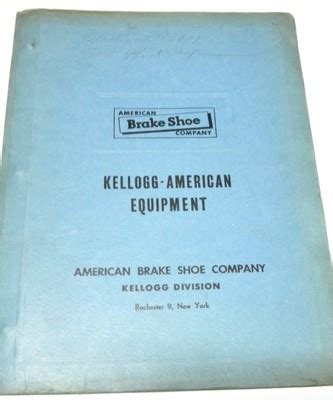 AMERICAN
Brake Shoe
COMPANY
KELLOGG-AMERICAN
EQUIPMENT
AMERICAN BRAKE SHOE COMPANY
KELLOGG DIVISION
Rochester 9, New York